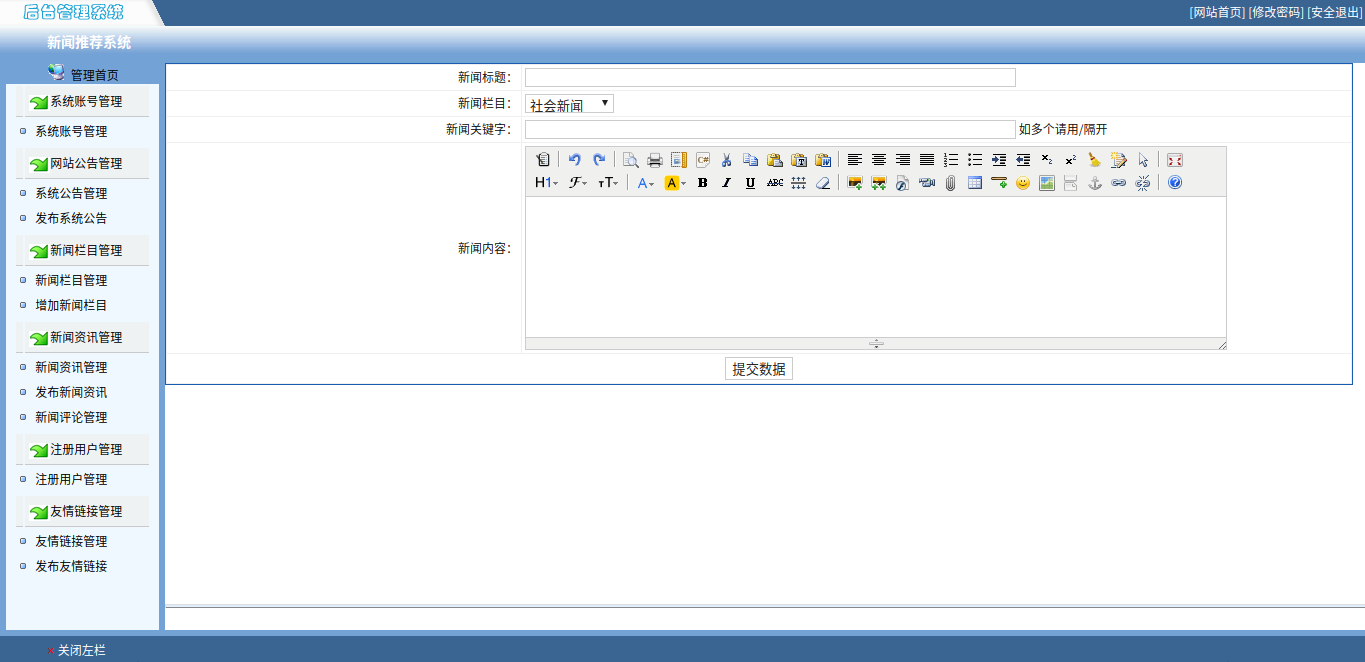 后台管理系统
[网站首页] [修改密码] [安全退出]
新闻推荐系统
管理首页
系统账号管理
系统账号管理
网站公告管理
系统公告管理
发布系统公告
新闻栏目管理
新闻栏目管理
增加新闻栏目
新闻资讯管理
新闻资讯管理
发布新闻资讯
新闻评论管理
注册用户管理
注册用户管理
友情链接管理
友情链接管理
发布友情链接
新闻标题：
新闻栏目： 社会新闻
新闻关键字： 如多个请用/隔开
H1 ℱ тT A A B I U ABC
新闻内容：
提交数据
× 关闭左栏